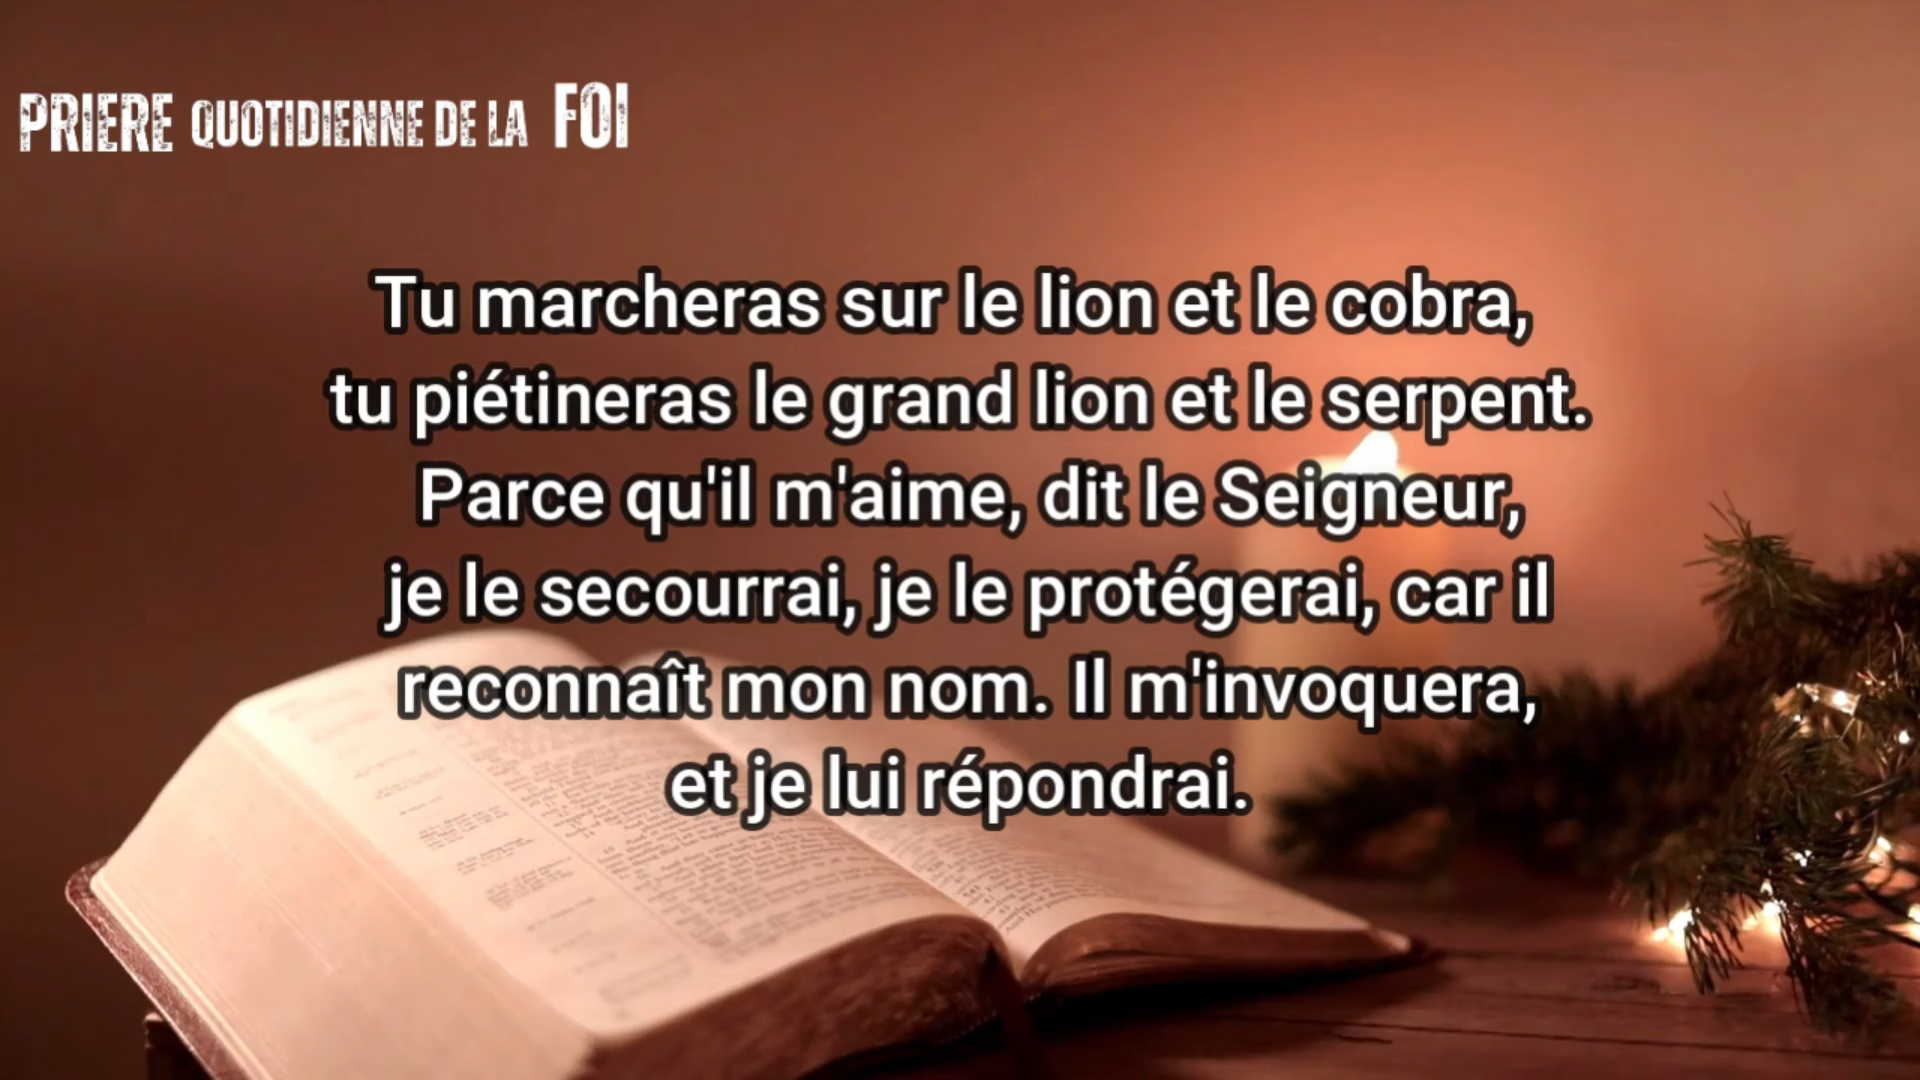 PRIERE QUOTIDIENNE DE LA FOI
Tu marcheras sur le lion et le cobra,
tu piétineras le grand lion et le serpent.
Parce qu'il m'aime, dit le Seigneur,
je le secourrai, je le protégerai, car il
reconnaît mon nom. Il m'invoquera,
et je lui répondrai.